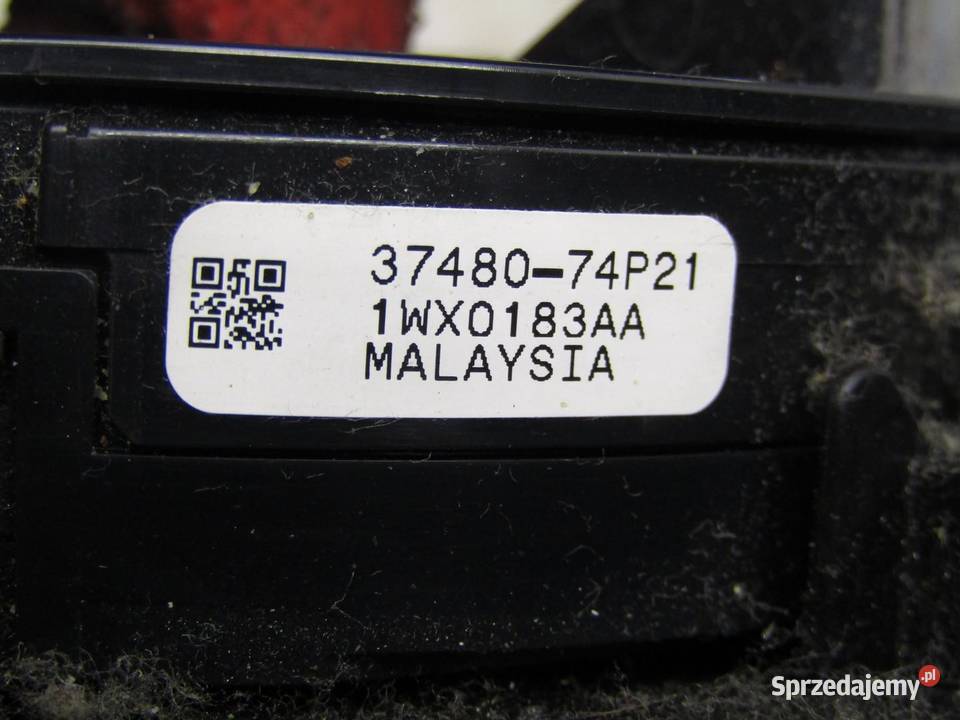 37480-74P21
1WX0183AA
MALAYSIA
Sprzedajemy.pl